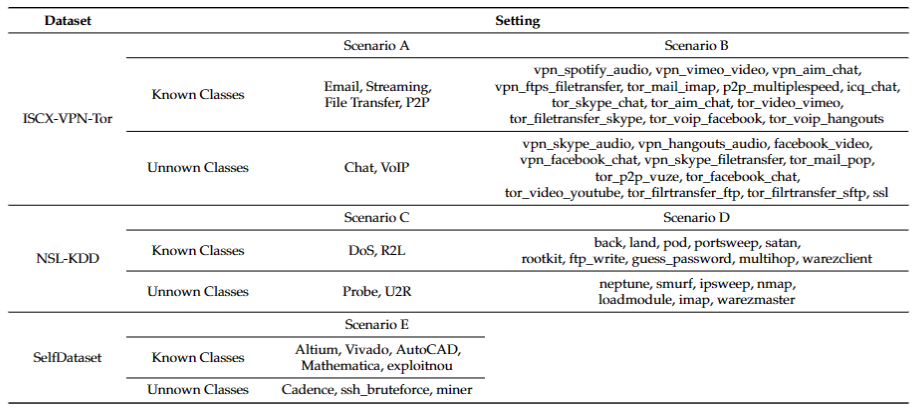 Dataset Setting
Scenario A Scenario B
ISCX-VPN-Tor
Known Classes
Email, Streaming,
File Transfer, P2P
vpn_spotify_audio, vpn_vimeo_video, vpn_aim_chat,
vpn_ftps_filetransfer, tor_mail_imap, p2p_multiplespeed, icq_chat,
tor_skype_chat, tor_aim_chat, tor_video_vimeo,
tor_filetransfer_skype, tor_voip_facebook, tor_voip_hangouts
Unnown Classes
Chat, VoIP
vpn_skype_audio, vpn_hangouts_audio, facebook_video,
vpn_facebook_chat, vpn_skype_filetransfer, tor_mail_pop,
tor_p2p_vuze, tor_facebook_chat,
tor_video_youtube, tor_filrtransfer_ftp, tor_filrtransfer_sftp, ssl
Scenario C Scenario D
NSL-KDD
Known Classes
DoS, R2L
back, land, pod, portsweep, satan,
rootkit, ftp_write, guess_password, multihop, warezclient
Unnown Classes
Probe, U2R
neptune, smurf, ipsweep, nmap,
loadmodule, imap, warezmaster
Scenario E
SelfDataset
Known Classes
Altium, Vivado, AutoCAD,
Mathematica, exploitnou
Unnown Classes
Cadence, ssh_bruteforce, miner